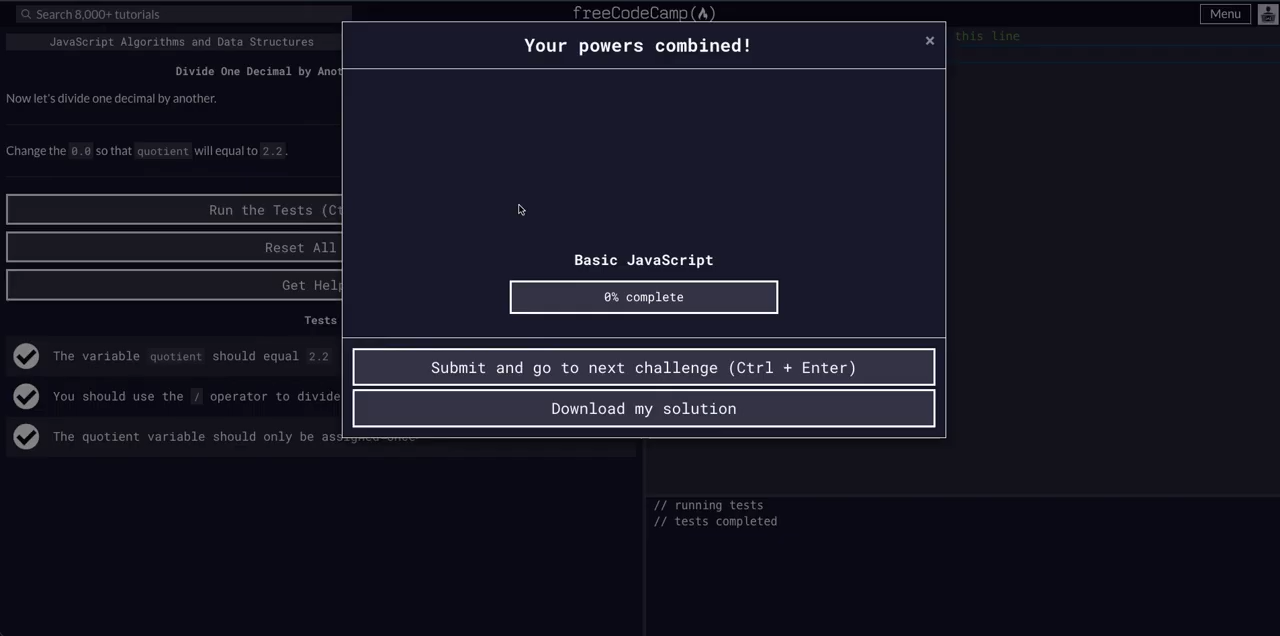 Search 8,000+ tutorials
freeCodeCamp
Menu
JavaScript Algorithms and Data Structures
this line
Your powers combined!
×
Divide One Decimal by
Now let's divide one decimal by another.
Change the 0.0 so that quotient will equal to 2.2.
Run the Tests
Reset All
Get Help
Basic JavaScript
0% complete
Submit and go to next challenge (Ctrl + Enter)
Download my solution
Tests
The variable quotient should equal 2.2
You should use the / operator to divide
The quotient variable should only be assigned once
// running tests
// tests completed